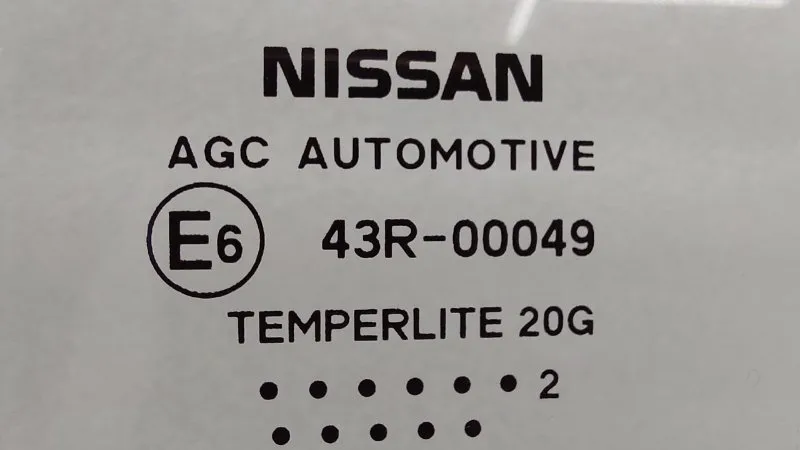 NISSAN
AGC AUTOMOTIVE
E6 43R-00049
TEMPERLITE 20G
• • • • • • 2
• • • • •